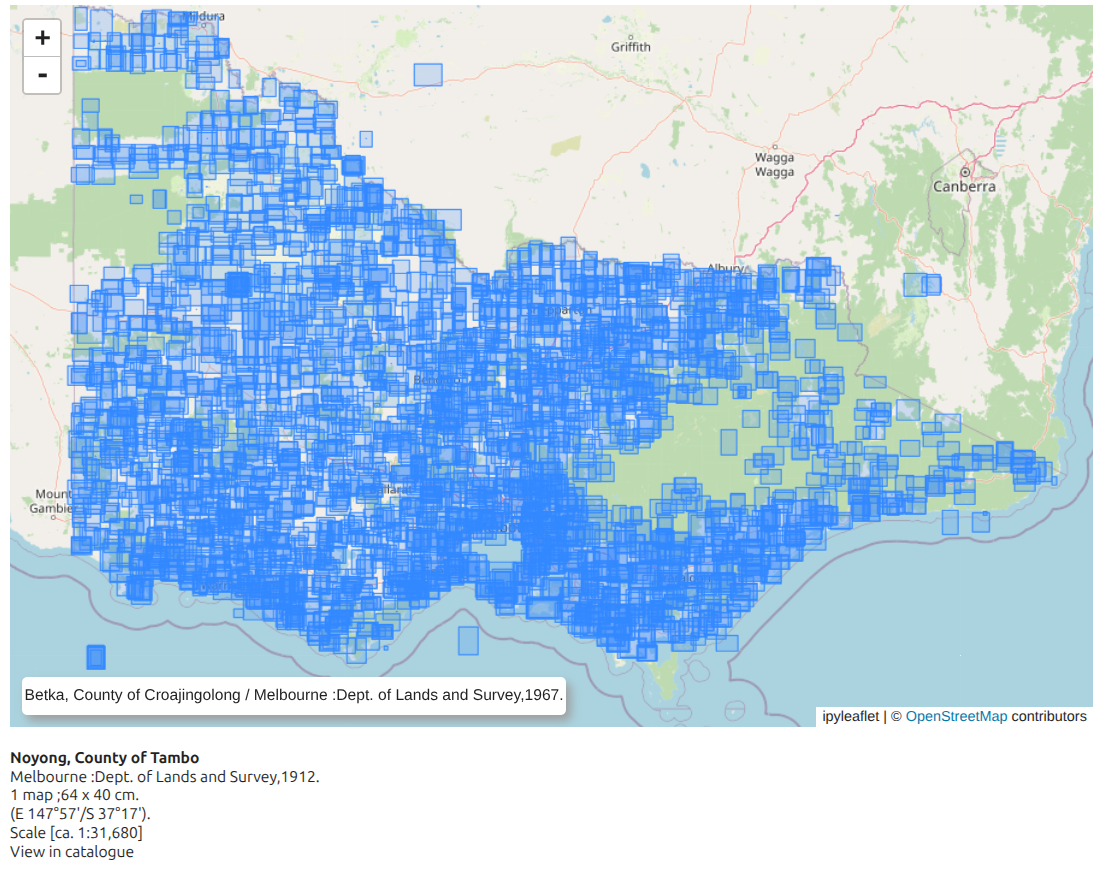 Mildura
+
-
Griffith
Wagga
Wagga
Canberra
Albury
Mount
Gambier
Betka, County of Croajingolong / Melbourne :Dept. of Lands and Survey,1967.
ipyleaflet | © OpenStreetMap contributors
Noyong, County of Tambo
Melbourne :Dept. of Lands and Survey,1912.
1 map ;64 x 40 cm.
(E 147°57'/S 37°17').
Scale [ca. 1:31,680]
View in catalogue